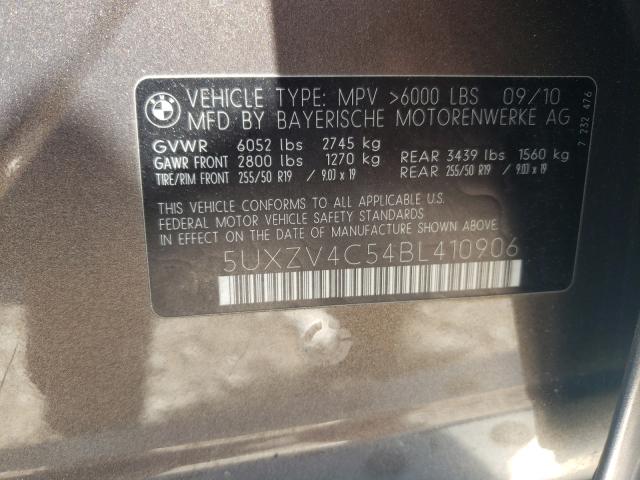 BMW
VEHICLE TYPE: MPV >6000 LBS 09/10
MFD BY BAYERISCHE MOTORENWERKE AG
GVWR 6052 lbs 2745 kg
GAWR FRONT 2800 lbs 1270 kg REAR 3439 lbs 1560 kg
TIRE/RIM FRONT 255/50 R19 / 9.0J x 19 REAR 255/50 R19 / 9.0J x 19
THIS VEHICLE CONFORMS TO ALL APPLICABLE U.S.
FEDERAL MOTOR VEHICLE SAFETY STANDARDS
IN EFFECT ON THE DATE OF MANUFACTURE SHOWN ABOVE
5UXZV4C54BL410906
7 232 476